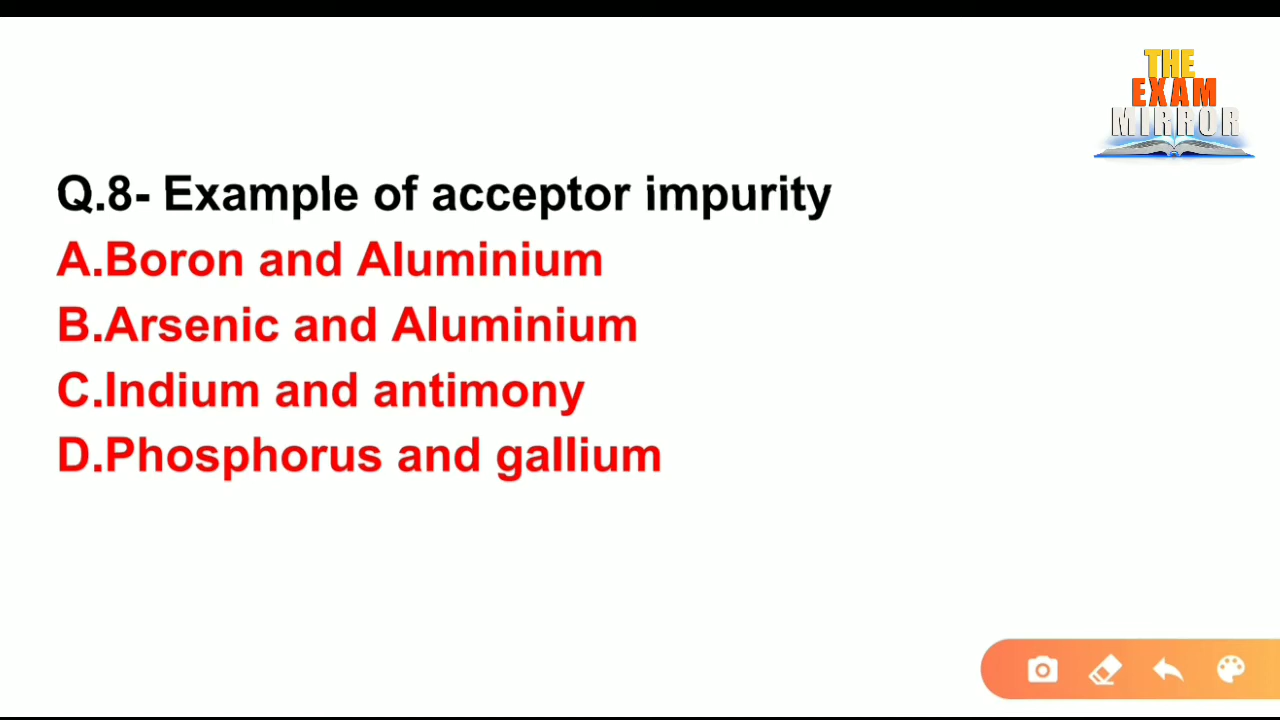 THE
EXAM
MIRROR
Q.8- Example of acceptor impurity
A.Boron and Aluminium
B.Arsenic and Aluminium
C.Indium and antimony
D.Phosphorus and gallium